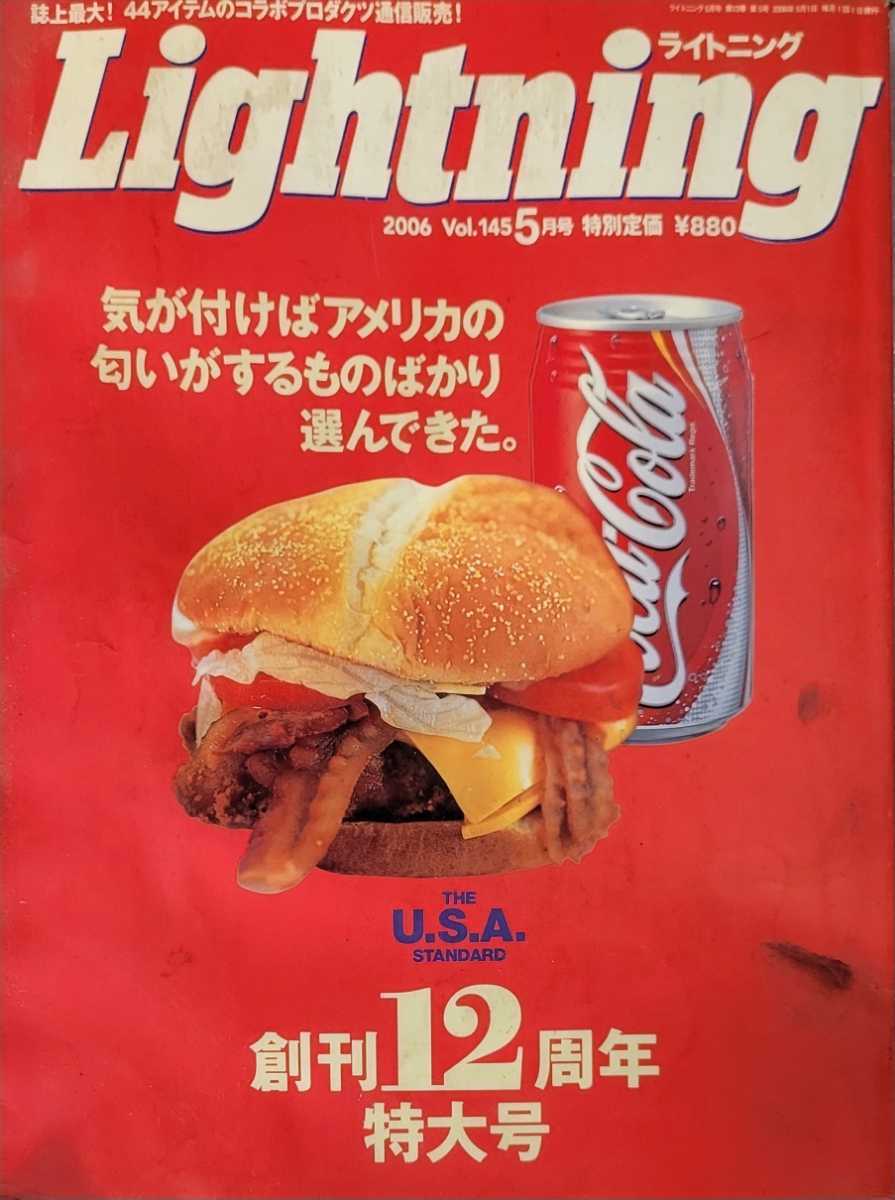 誌上最大! 44アイテムのコラボプロダクツ通信販売!
ライトニング
Lightning
2006 Vol.145 5月号 特別定価 ¥880
気が付けばアメリカの
匂いがするものばかり
選んできた。
Coca-Cola
Trademark Regd.
THE
U.S.A.
STANDARD
創刊12周年
特大号